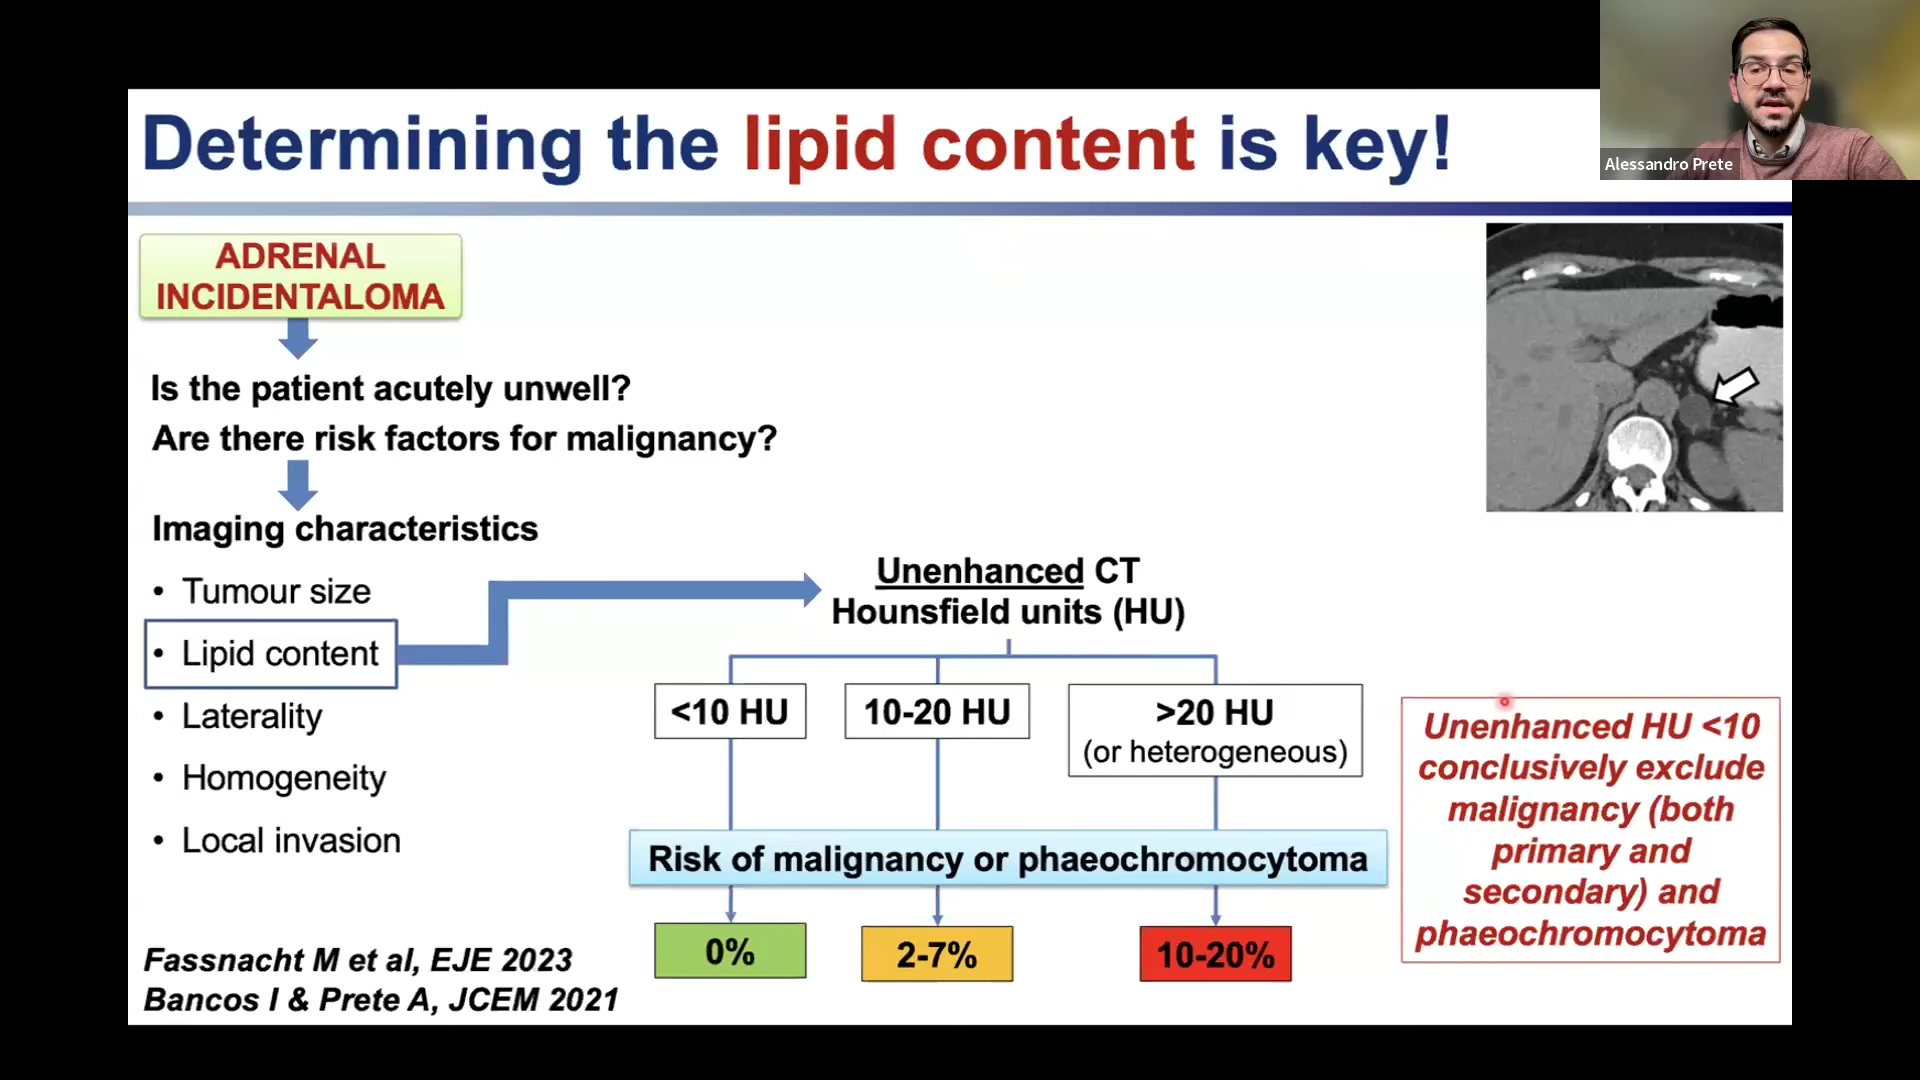 Determining the lipid content is key!
Alessandro Prete
ADRENAL
INCIDENTALOMA
Is the patient acutely unwell?
Are there risk factors for malignancy?
Imaging characteristics
• Tumour size
• Lipid content
• Laterality
• Homogeneity
• Local invasion
Unenhanced CT
Hounsfield units (HU)
<10 HU
10-20 HU
>20 HU
(or heterogeneous)
Risk of malignancy or phaeochromocytoma
0%
2-7%
10-20%
Unenhanced HU <10
conclusively exclude
malignancy (both
primary and
secondary) and
phaeochromocytoma
Fassnacht M et al, EJE 2023
Bancos I & Prete A, JCEM 2021